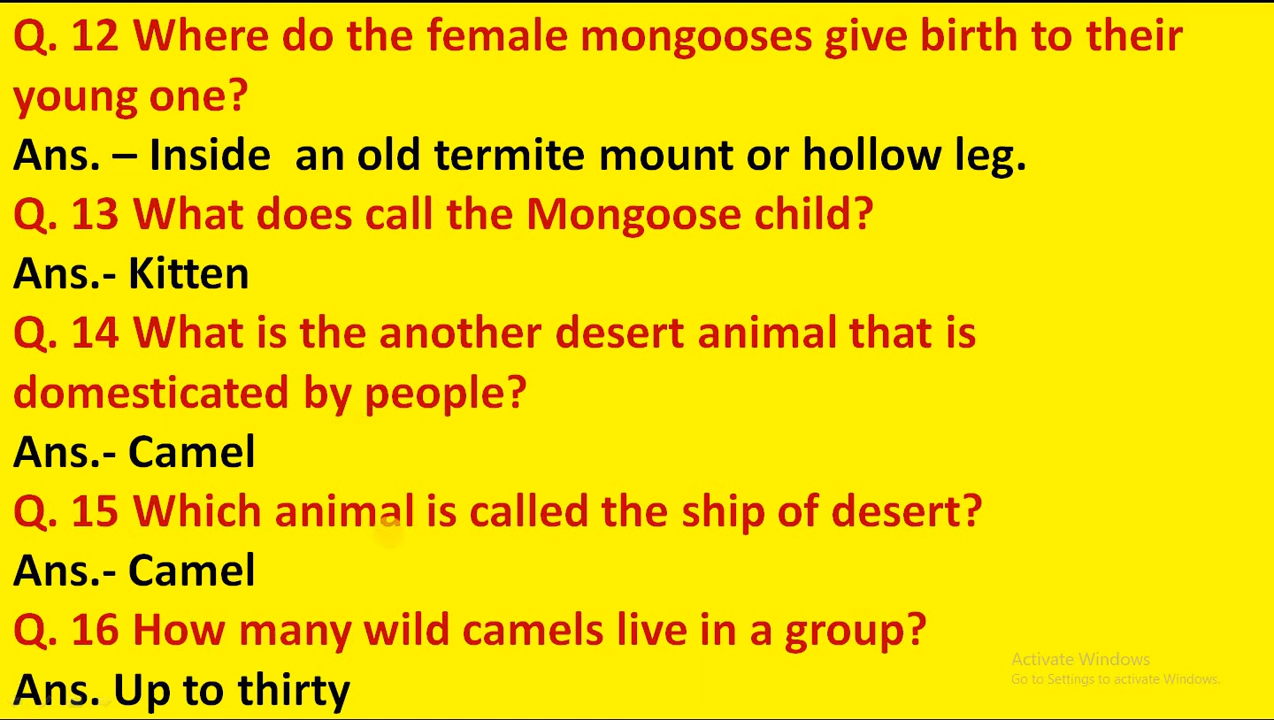 Q. 12 Where do the female mongooses give birth to their
young one?
Ans. – Inside  an old termite mount or hollow leg.
Q. 13 What does call the Mongoose child?
Ans.- Kitten
Q. 14 What is the another desert animal that is
domesticated by people?
Ans.- Camel
Q. 15 Which animal is called the ship of desert?
Ans.- Camel
Q. 16 How many wild camels live in a group?
Ans. Up to thirty
Activate Windows
Go to Settings to activate Windows.